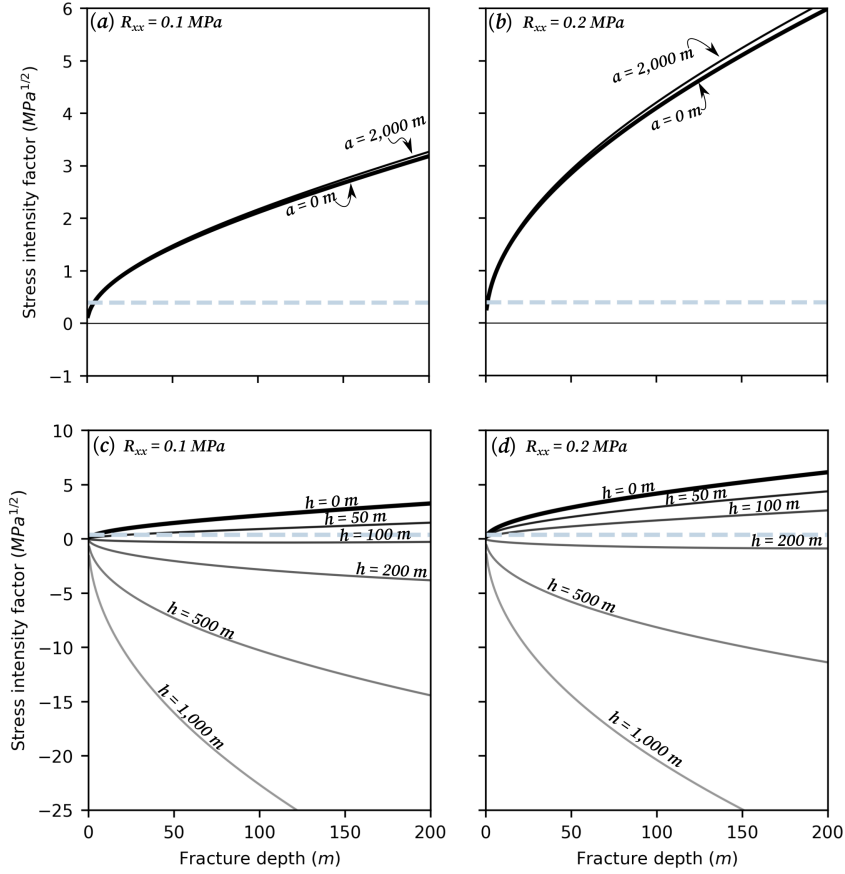 (a) Rxx = 0.1 MPa
6
5
4
3
2
1
0
−1
Stress intensity factor (MPa1/2)
a = 2,000 m
a = 0 m
(b) Rxx = 0.2 MPa
a = 2,000 m
a = 0 m
(c) Rxx = 0.1 MPa
10
5
0
−5
−10
−15
−20
−25
Stress intensity factor (MPa1/2)
h = 0 m
h = 50 m
h = 100 m
h = 200 m
h = 500 m
h = 1,000 m
0 50 100 150 200
Fracture depth (m)
(d) Rxx = 0.2 MPa
h = 0 m
h = 50 m
h = 100 m
h = 200 m
h = 500 m
h = 1,000 m
0 50 100 150 200
Fracture depth (m)